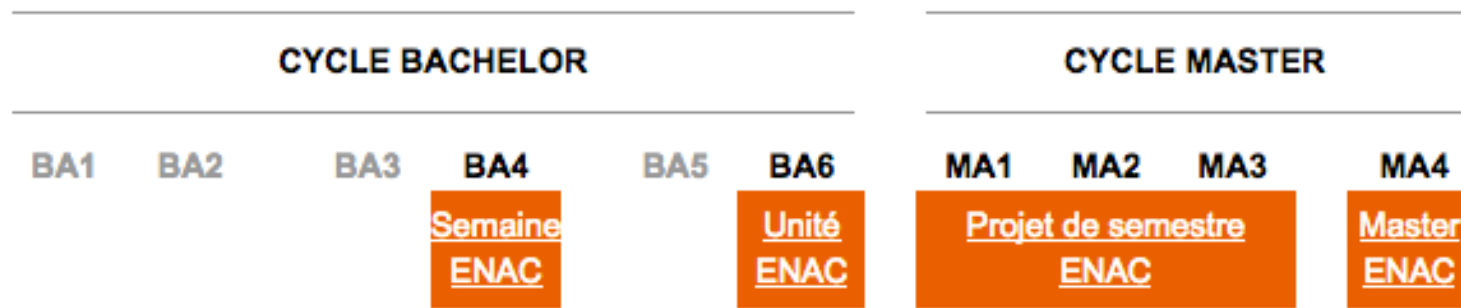 CYCLE BACHELOR CYCLE MASTER
BA1 BA2 BA3 BA4 BA5 BA6 MA1 MA2 MA3 MA4
Semaine Unité Projet de semestre Master
ENAC ENAC ENAC ENAC